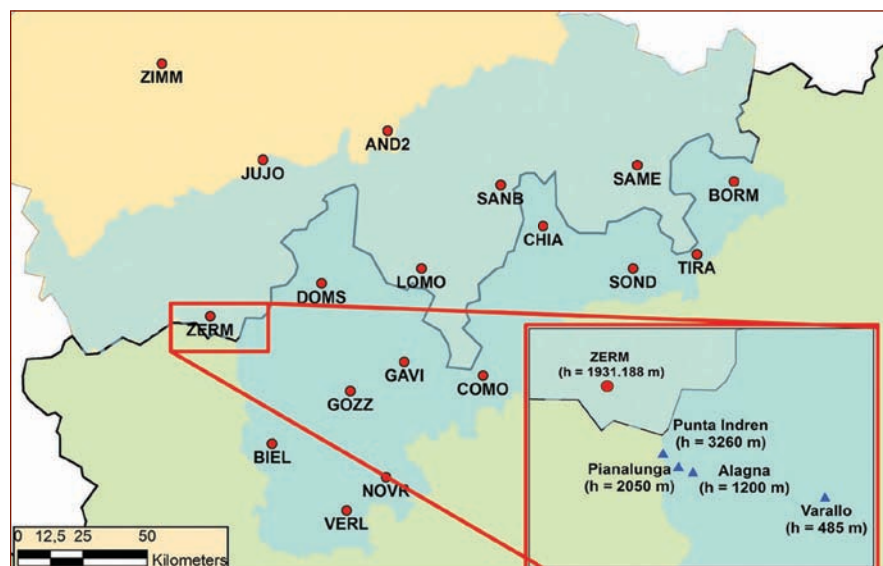 ZIMM
AND2
JUJO
SAME
SANB
BORM
CHIA
TIRA
LOMO
SOND
DOMS
ZERM
GAVI
COMO
GOZZ
BIEL
NOVR
VERL
ZERM
(h = 1931.188 m)
Punta Indren
(h = 3260 m)
Pianalunga
(h = 2050 m)
Alagna
(h = 1200 m)
Varallo
(h = 485 m)
0 12,5 25 50
Kilometers